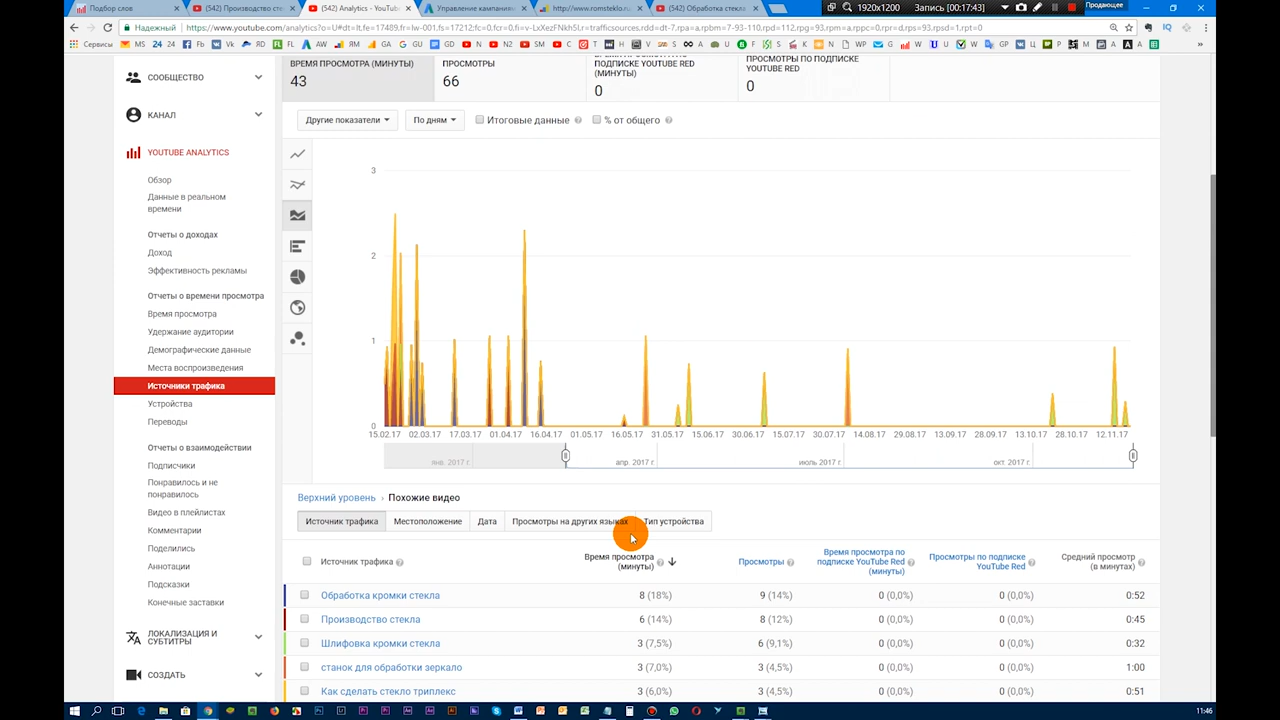 Подбор слов
(542) Производство стек
(542) Analytics - YouTube
Управление кампаниями
http://www.romsteklo.ru
(542) Обработка стекла
1920x1200
Запись [00:17:43]
Продающее
Надежный
https://www.youtube.com/analytics?o=U#dt=lt,fe=17489,fr=lw-001,fs=17212;fc=0,fcr=0,fi=v-LxXezFNkh5I,r=trafficsources,rdd=dt-7,rpa=a,rpbm=7-93-110,rpd=112,rpg=93,rpm=a,rppc=0,rpr=d,rps=93,rpsd=1,rpt=0
Сервисы
MS
24
24
Fb
Vk
RD
FL
AW
RM
GA
GU
GD
N2
SM
СООБЩЕСТВО
КАНАЛ
YOUTUBE ANALYTICS
Обзор
Данные в реальном
времени
Отчеты о доходах
Доход
Эффективность рекламы
Отчеты о времени просмотра
Время просмотра
Удержание аудитории
Демографические данные
Места воспроизведения
Источники трафика
Устройства
Переводы
Отчеты о взаимодействии
Подписчики
Понравилось и не
понравилось
Видео в плейлистах
Комментарии
Поделились
Аннотации
Подсказки
Конечные заставки
ЛОКАЛИЗАЦИЯ И
СУБТИТРЫ
СОЗДАТЬ
ВРЕМЯ ПРОСМОТРА (МИНУТЫ)
43
ПРОСМОТРЫ
66
ПОДПИСКЕ YOUTUBE RED
(МИНУТЫ)
0
ПРОСМОТРЫ ПО ПОДПИСКЕ
YOUTUBE RED
0
Другие показатели
По дням
Итоговые данные
% от общего
3
2
1
0
15.02.17 02.03.17 17.03.17 01.04.17 16.04.17 01.05.17 16.05.17 31.05.17 15.06.17 30.06.17 15.07.17 30.07.17 14.08.17 29.08.17 13.09.17 28.09.17 13.10.17 28.10.17 12.11.17
янв. 2017 г.
апр. 2017 г.
июль 2017 г.
окт. 2017 г.
Верхний уровень › Похожие видео
Источник трафика
Местоположение
Дата
Просмотры на других языках
Тип устройства
Источник трафика
Время просмотра
(минуты)
Просмотры
Время просмотра по
подписке YouTube Red
(минуты)
Просмотры по подписке
YouTube Red
Средний просмотр
(в минутах)
Обработка кромки стекла 8 (18%) 9 (14%) 0 (0,0%) 0 (0,0%) 0:52
Производство стекла 6 (14%) 8 (12%) 0 (0,0%) 0 (0,0%) 0:45
Шлифовка кромки стекла 3 (7,5%) 6 (9,1%) 0 (0,0%) 0 (0,0%) 0:32
станок для обработки зеркало 3 (7,0%) 3 (4,5%) 0 (0,0%) 0 (0,0%) 1:00
Как сделать стекло триплекс 3 (6,0%) 3 (4,5%) 0 (0,0%) 0 (0,0%) 0:51
11:46